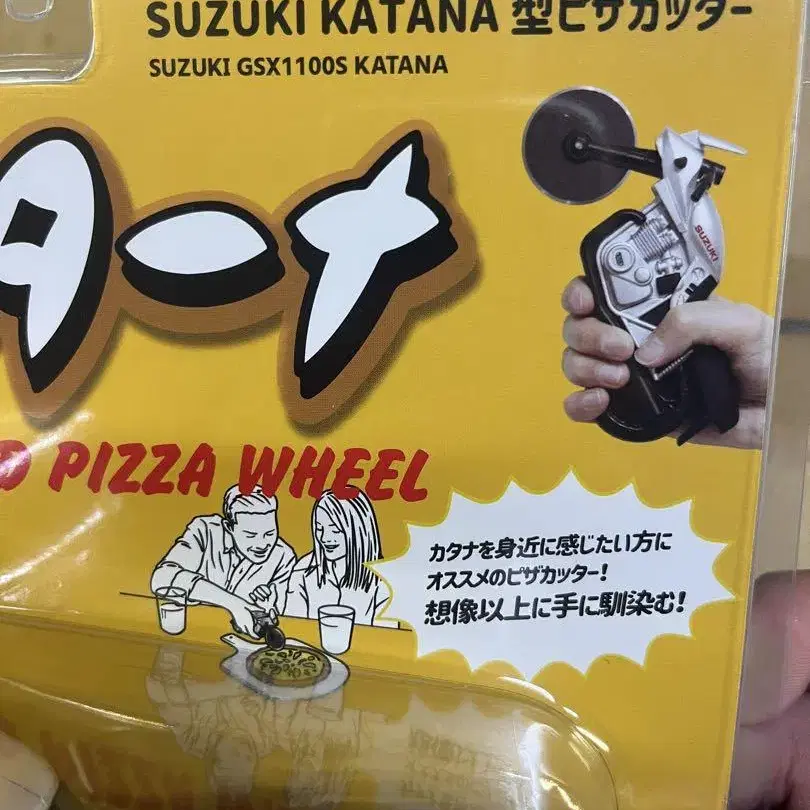 SUZUKI KATANA 型ピザカッター
SUZUKI GSX1100S KATANA
ターナ
SUZUKI
D PIZZA WHEEL
カタナを身近に感じたい方に
オススメのピザカッター!
想像以上に手に馴染む!